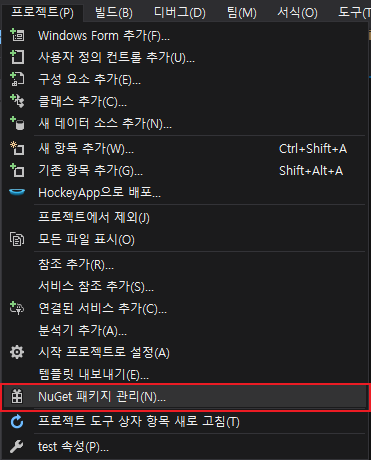 프로젝트(P) 빌드(B) 디버그(D) 팀(M) 서식(O) 도구(T
Windows Form 추가(F)...
사용자 정의 컨트롤 추가(U)...
구성 요소 추가(E)...
클래스 추가(C)...
새 데이터 소스 추가(N)...
새 항목 추가(W)... Ctrl+Shift+A
기존 항목 추가(G)... Shift+Alt+A
HockeyApp으로 배포...
프로젝트에서 제외(J)
모든 파일 표시(O)
참조 추가(R)...
서비스 참조 추가(S)...
연결된 서비스 추가(C)...
분석기 추가(A)...
시작 프로젝트로 설정(A)
템플릿 내보내기(E)...
NuGet 패키지 관리(N)...
프로젝트 도구 상자 항목 새로 고침(T)
test 속성(P)...